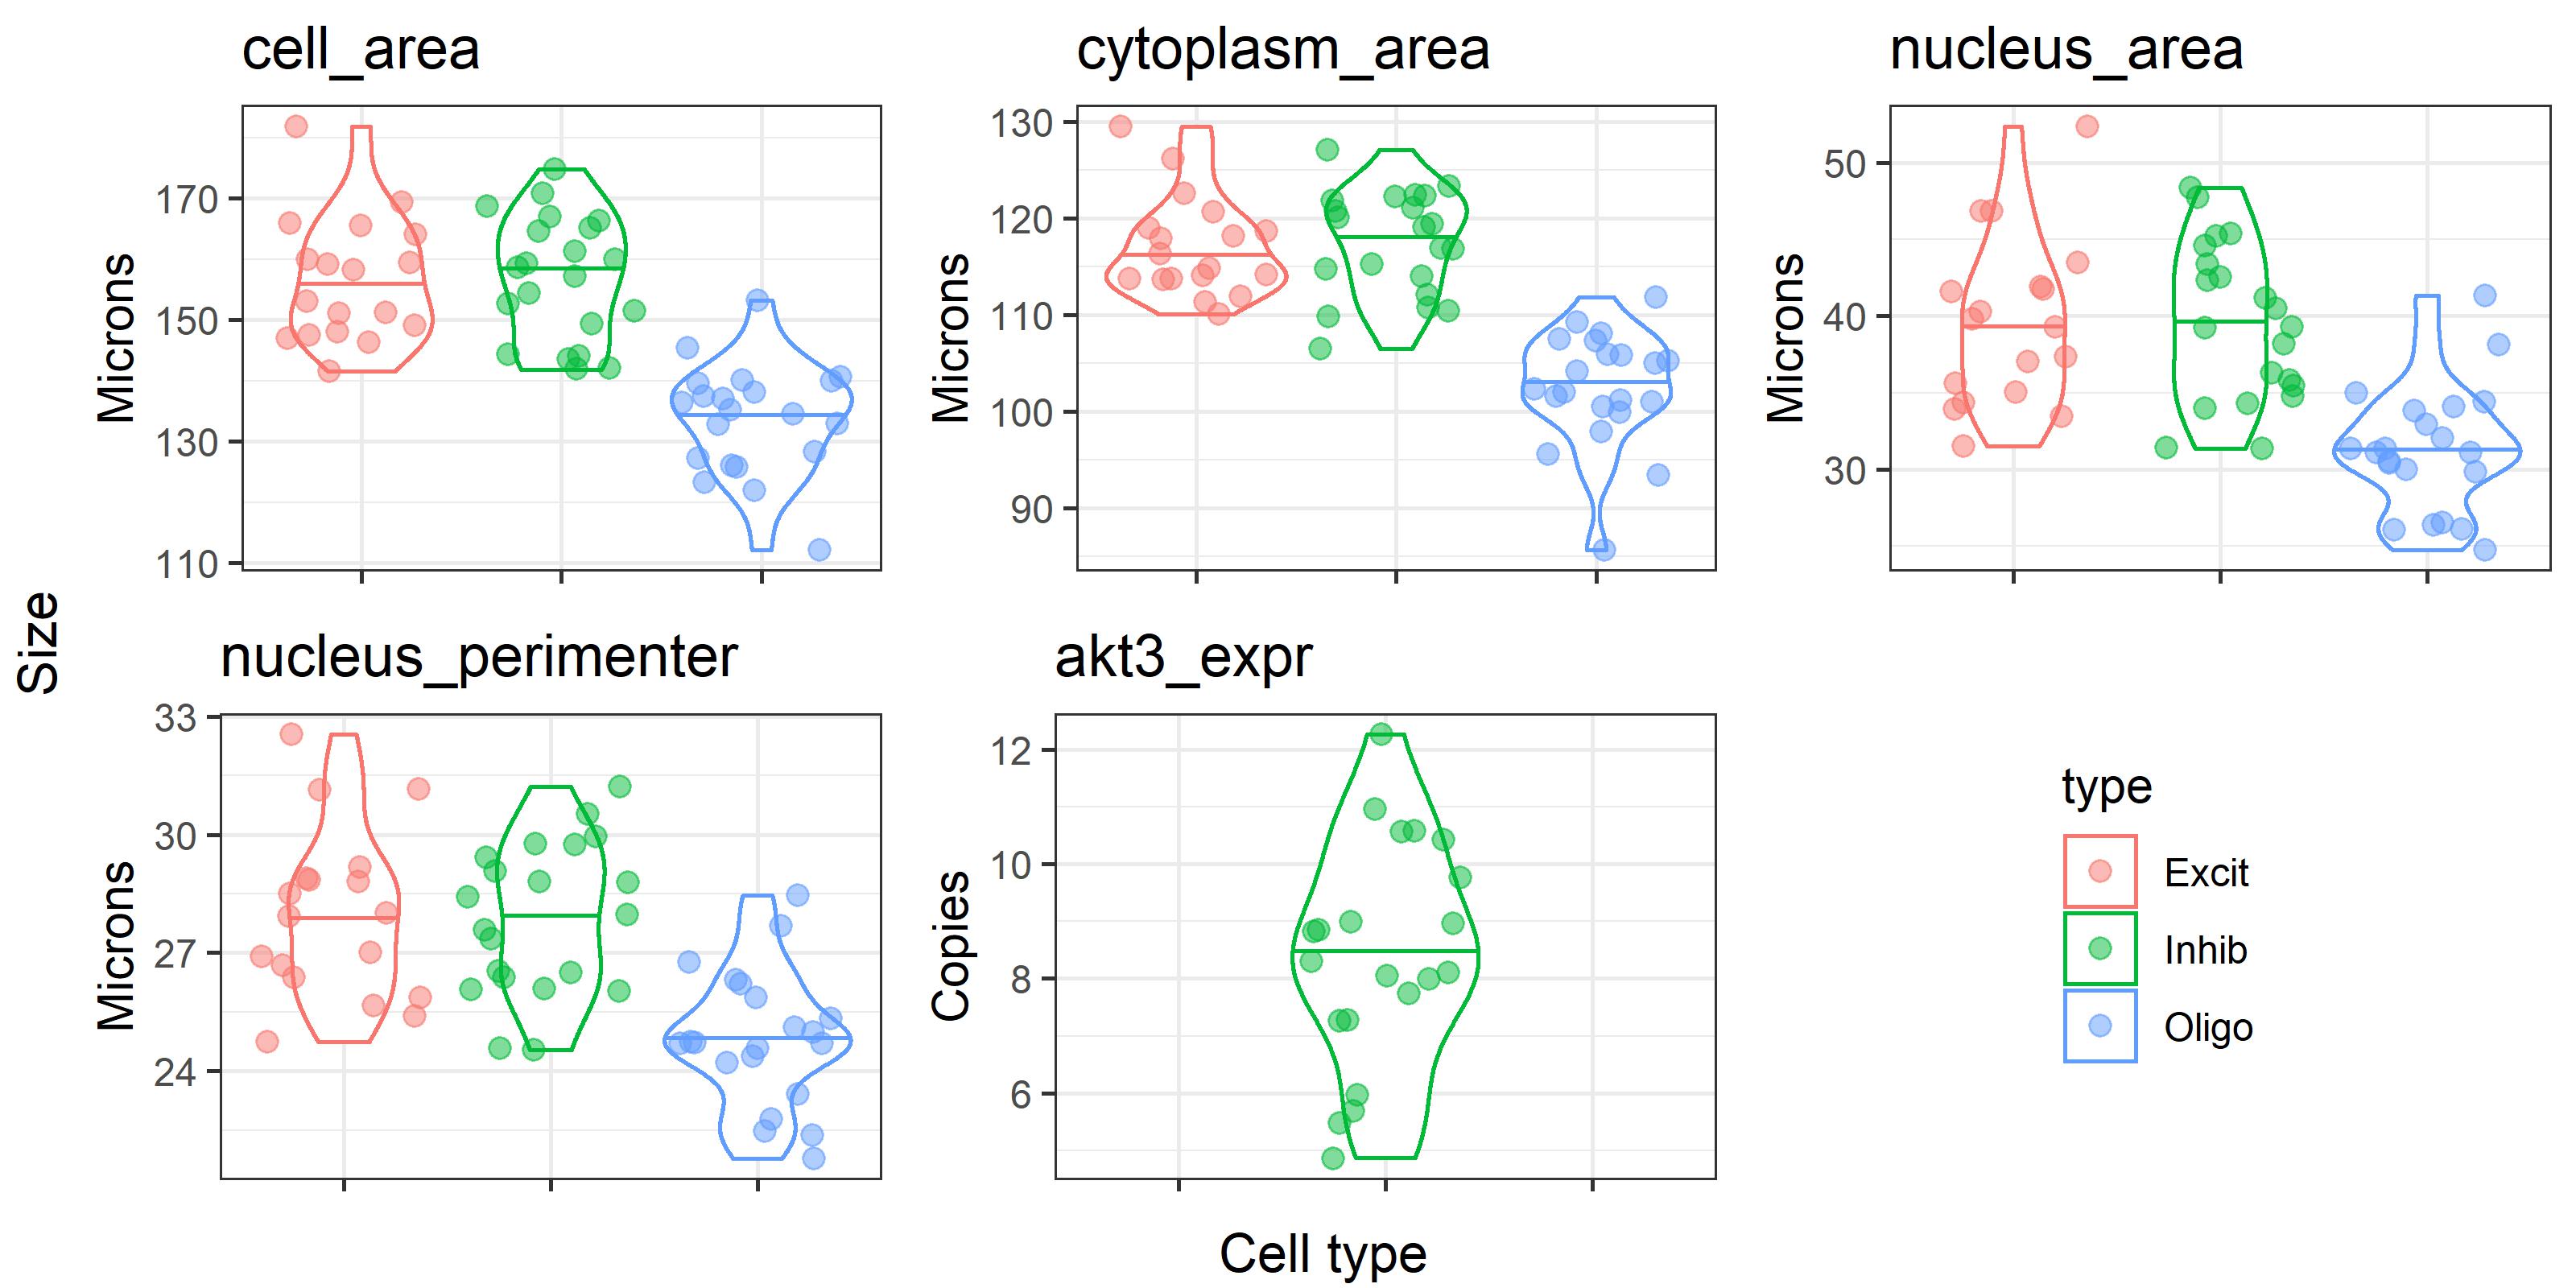 cell_area
cytoplasm_area
nucleus_area
Microns
170
150
130
110
Microns
130
120
110
100
90
Microns
50
40
30
Size
nucleus_perimenter
akt3_expr
Microns
33
30
27
24
Copies
12
10
8
6
type
Excit
Inhib
Oligo
Cell type